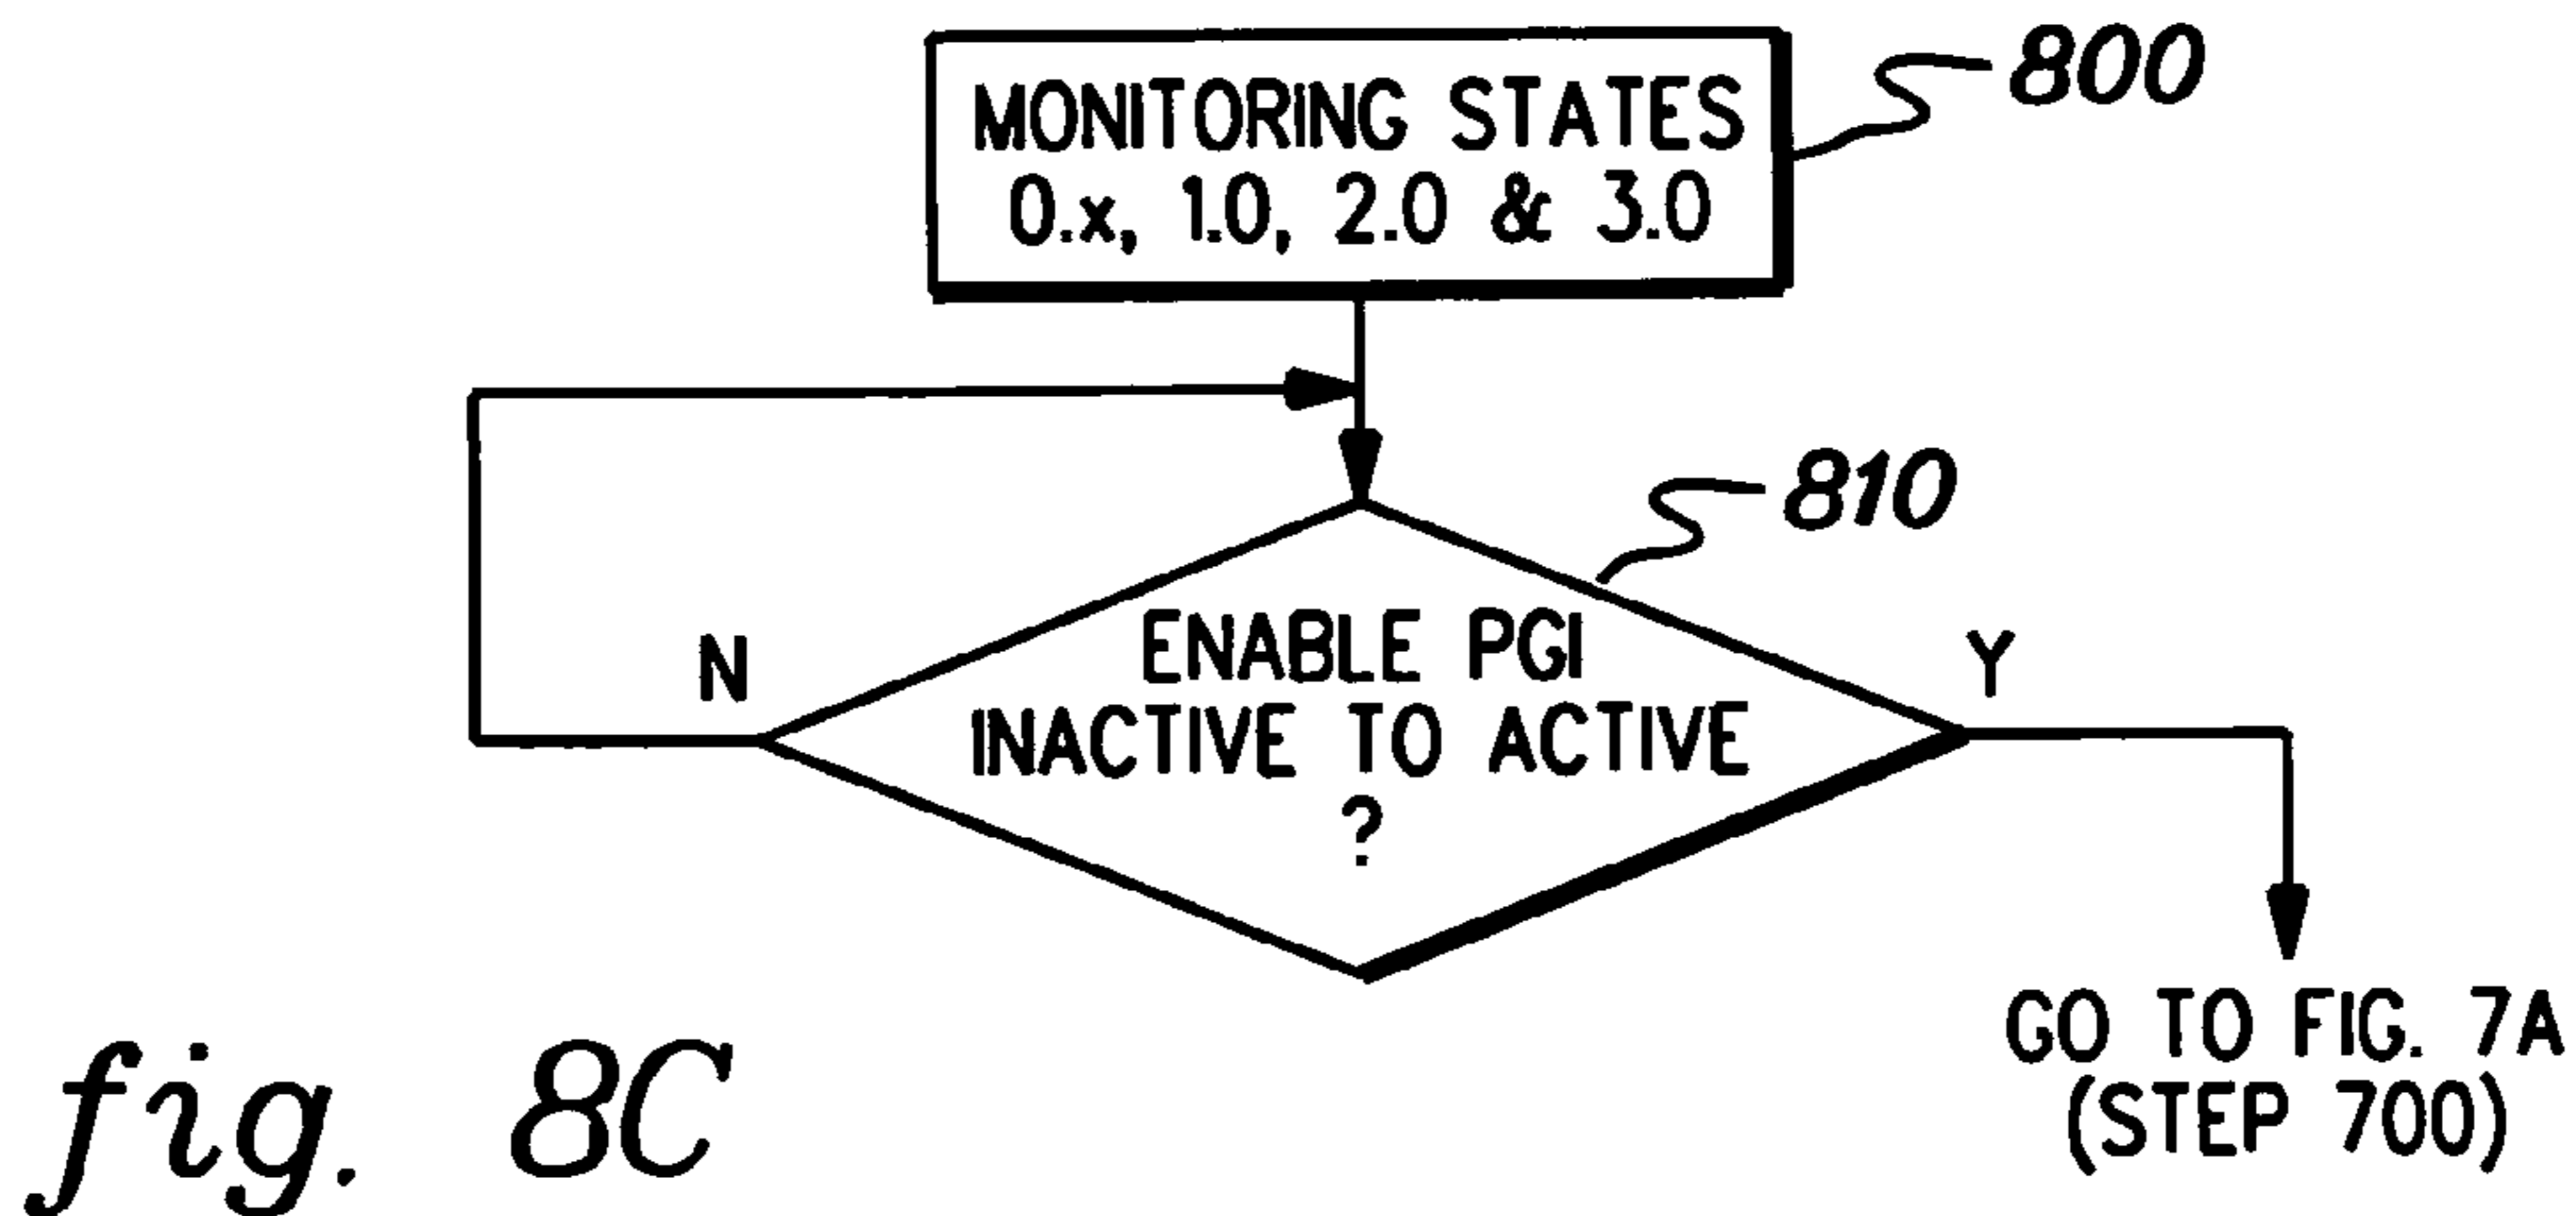 MONITORING STATES
0.x, 1.0, 2.0 & 3.0
800
810
ENABLE PGI
INACTIVE TO ACTIVE
?
N
Y
GO TO FIG. 7A
(STEP 700)
fig. 8C